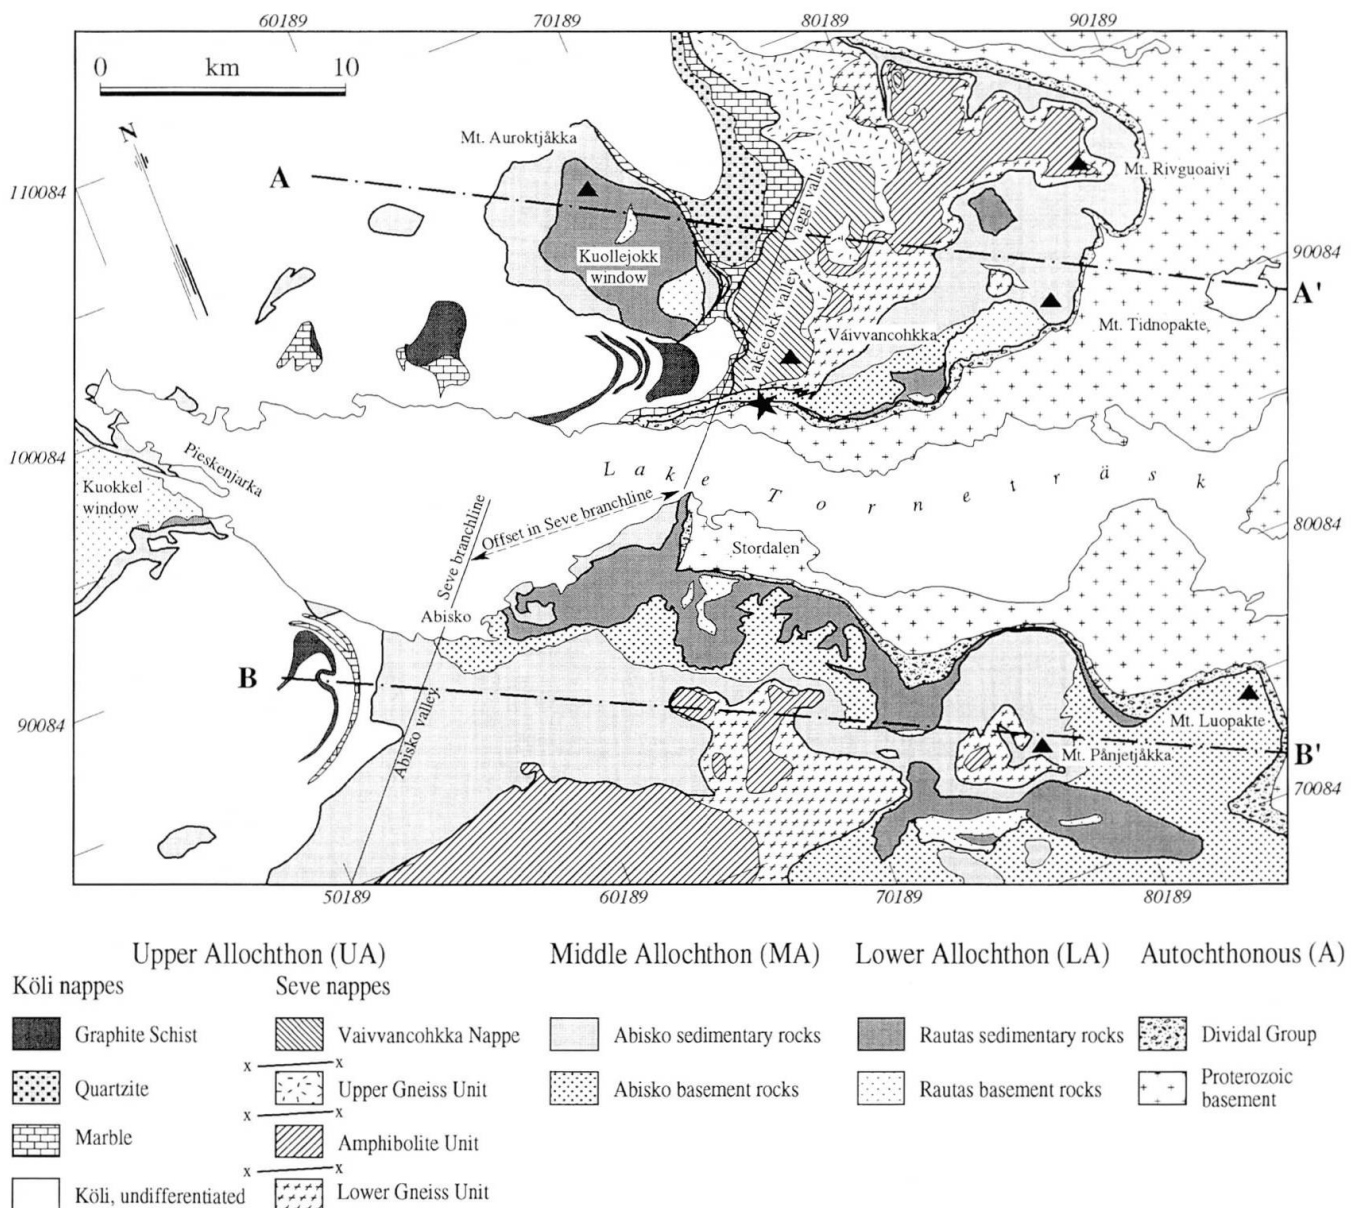 60189
70189
80189
90189
0 km 10
N
Mt. Auroktjåkka
Mt. Rivguoaivi
A
110084
Vaggi valley
90084
Kuollejokk
window
A'
Mt. Tidnopakte
Váivvancohkka
Lakkejokk valley
100084
Pieskenjarka
Kuokkel
window
Lake Torneträsk
Seve branchline
Offset in Seve branchline
80084
Stordalen
Abisko
B
Abisko valley
90084
Mt. Luopakte
Mt. Pånjetjåkka
B'
70084
50189
60189
70189
80189
Upper Allochthon (UA)
Middle Allochthon (MA)
Lower Allochthon (LA)
Autochthonous (A)
Köli nappes
Seve nappes
Graphite Schist
Vaivvancohkka Nappe
Abisko sedimentary rocks
Rautas sedimentary rocks
Dividal Group
x x
Quartzite
Upper Gneiss Unit
Abisko basement rocks
Rautas basement rocks
Proterozoic
basement
x x
Marble
Amphibolite Unit
x x
Köli, undifferentiated
Lower Gneiss Unit